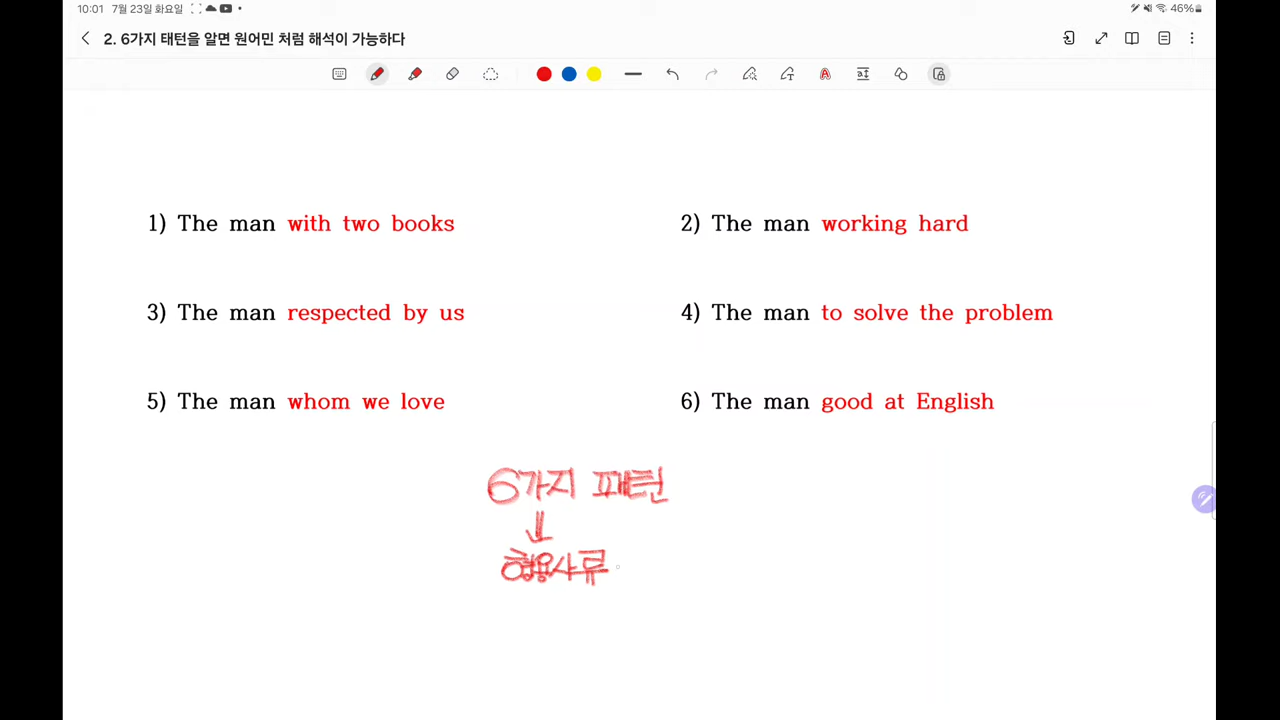 10:01 7월 23일 화요일
46%
2. 6가지 태턴을 알면 원어민 처럼 해석이 가능하다
1) The man with two books
2) The man working hard
3) The man respected by us
4) The man to solve the problem
5) The man whom we love
6) The man good at English
6가지 패턴
형용사류